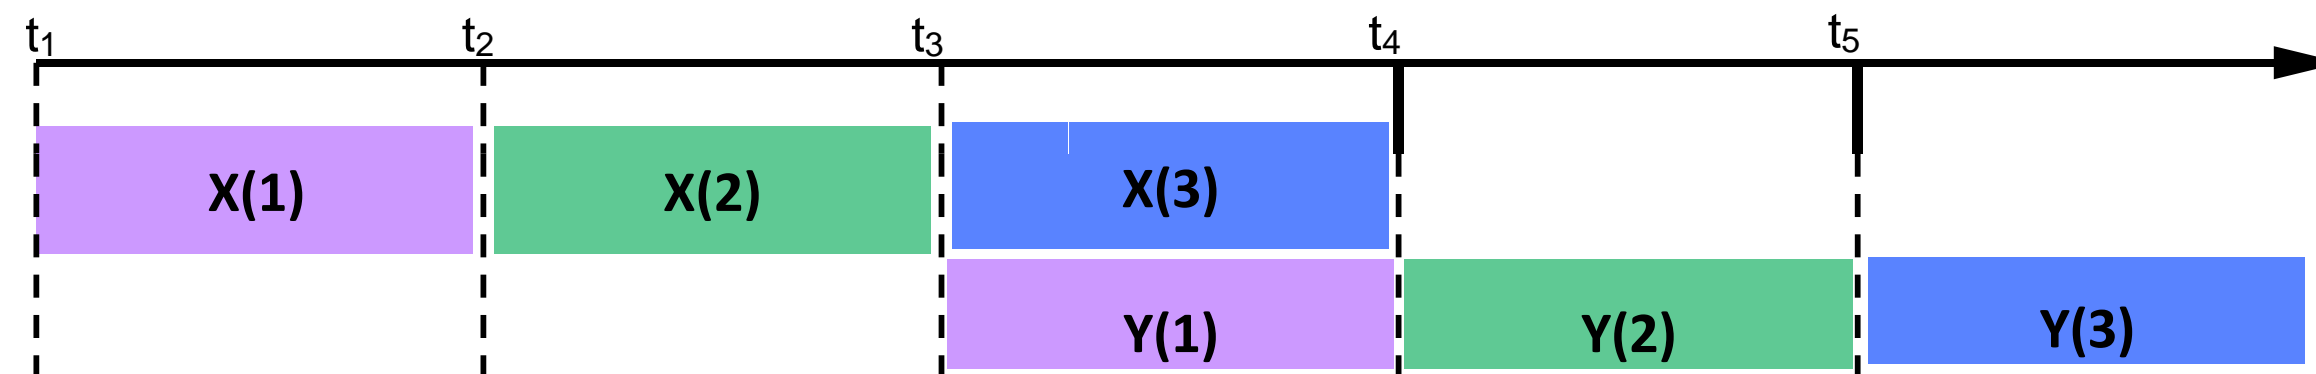 t₁ t₂ t₃ t₄ t₅
X(1) X(2) X(3)
Y(1) Y(2) Y(3)